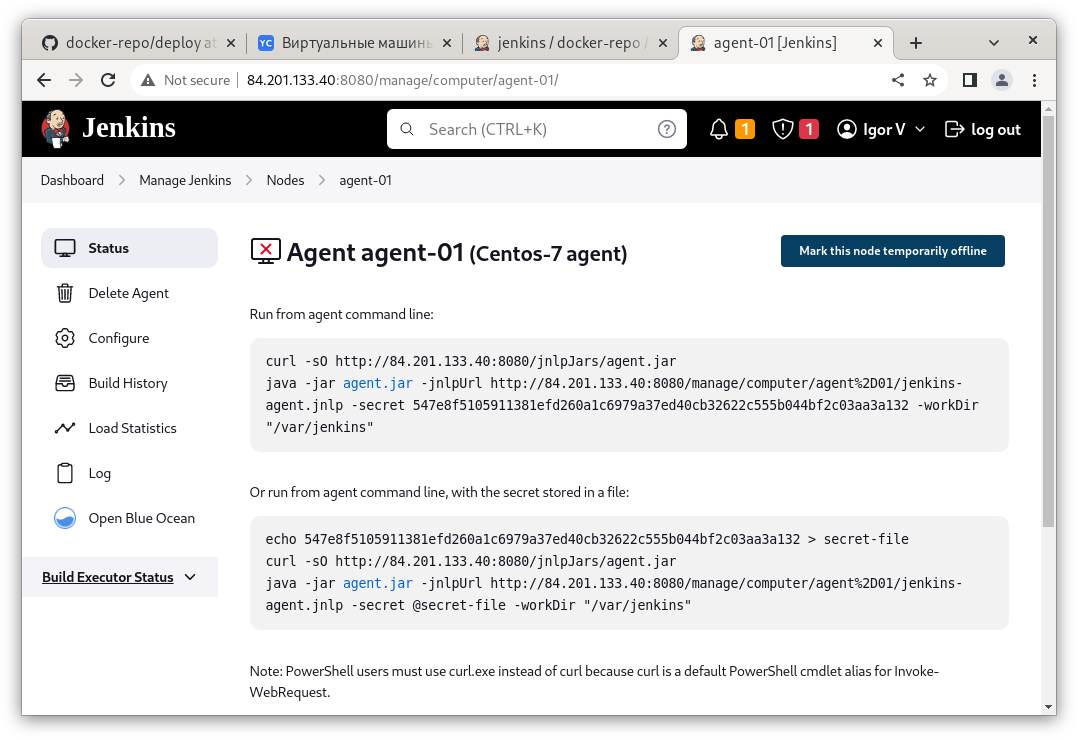 docker-repo/deploy at
YC Виртуальные машины
jenkins / docker-repo /
agent-01 [Jenkins]
Not secure
84.201.133.40:8080/manage/computer/agent-01/
Jenkins
Search (CTRL+K)
1
1
Igor V
log out
Dashboard
Manage Jenkins
Nodes
agent-01
Status
Delete Agent
Configure
Build History
Load Statistics
Log
Open Blue Ocean
Build Executor Status
Agent agent-01 (Centos-7 agent)
Mark this node temporarily offline
Run from agent command line:
curl -sO http://84.201.133.40:8080/jnlpJars/agent.jar
java -jar agent.jar -jnlpUrl http://84.201.133.40:8080/manage/computer/agent%2D01/jenkins-
agent.jnlp -secret 547e8f5105911381efd260a1c6979a37ed40cb32622c555b044bf2c03aa3a132 -workDir
"/var/jenkins"
Or run from agent command line, with the secret stored in a file:
echo 547e8f5105911381efd260a1c6979a37ed40cb32622c555b044bf2c03aa3a132 > secret-file
curl -sO http://84.201.133.40:8080/jnlpJars/agent.jar
java -jar agent.jar -jnlpUrl http://84.201.133.40:8080/manage/computer/agent%2D01/jenkins-
agent.jnlp -secret @secret-file -workDir "/var/jenkins"
Note: PowerShell users must use curl.exe instead of curl because curl is a default PowerShell cmdlet alias for Invoke-
WebRequest.